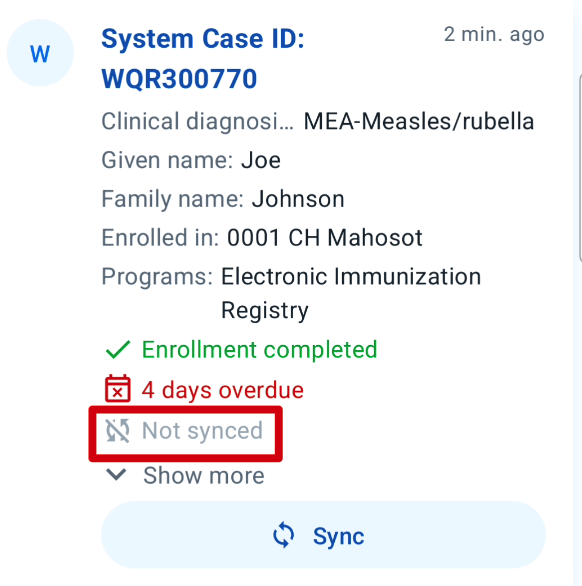 W
System Case ID:
2 min. ago
WQR300770
Clinical diagnosi... MEA-Measles/rubella
Given name: Joe
Family name: Johnson
Enrolled in: 0001 CH Mahosot
Programs: Electronic Immunization
Registry
Enrollment completed
4 days overdue
Not synced
Show more
Sync